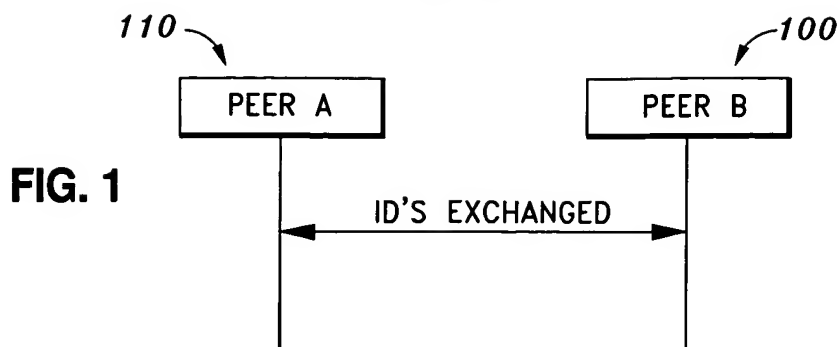 110
100
PEER A
PEER B
FIG. 1
ID'S EXCHANGED